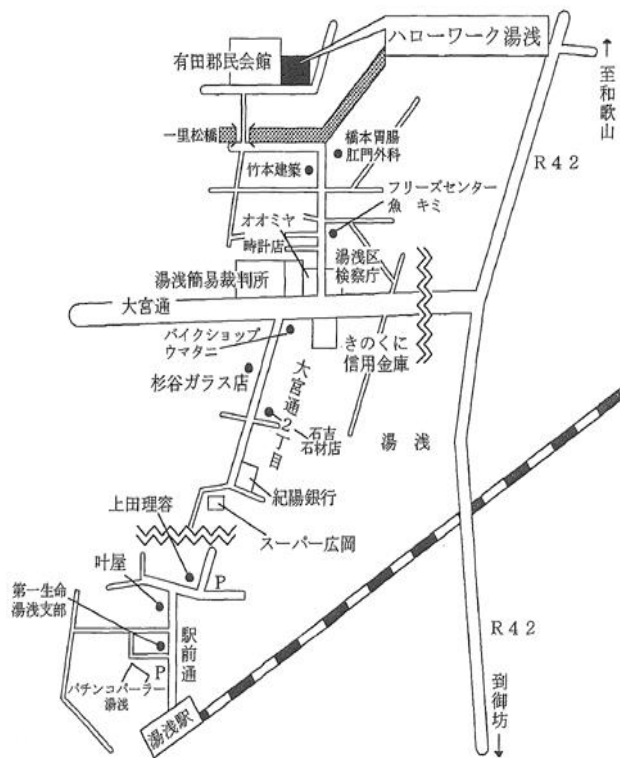 ハローワーク湯浅
有田郡民会館
至和歌山
一里松橋
橋本胃腸
肛門外科
R42
竹本建築
フリーズセンター
魚 キミ
オオミヤ
時計店
湯浅区
検察庁
湯浅簡易裁判所
大宮通
バイクショップ
ウマタニ
きのくに
信用金庫
杉谷ガラス店
大宮通2丁目
石吉
石材店
湯浅
紀陽銀行
上田理容
スーパー広岡
叶屋
P
第一生命
湯浅支部
駅前通
R42
P
パチンコパーラー
湯浅
到御坊
湯浅駅